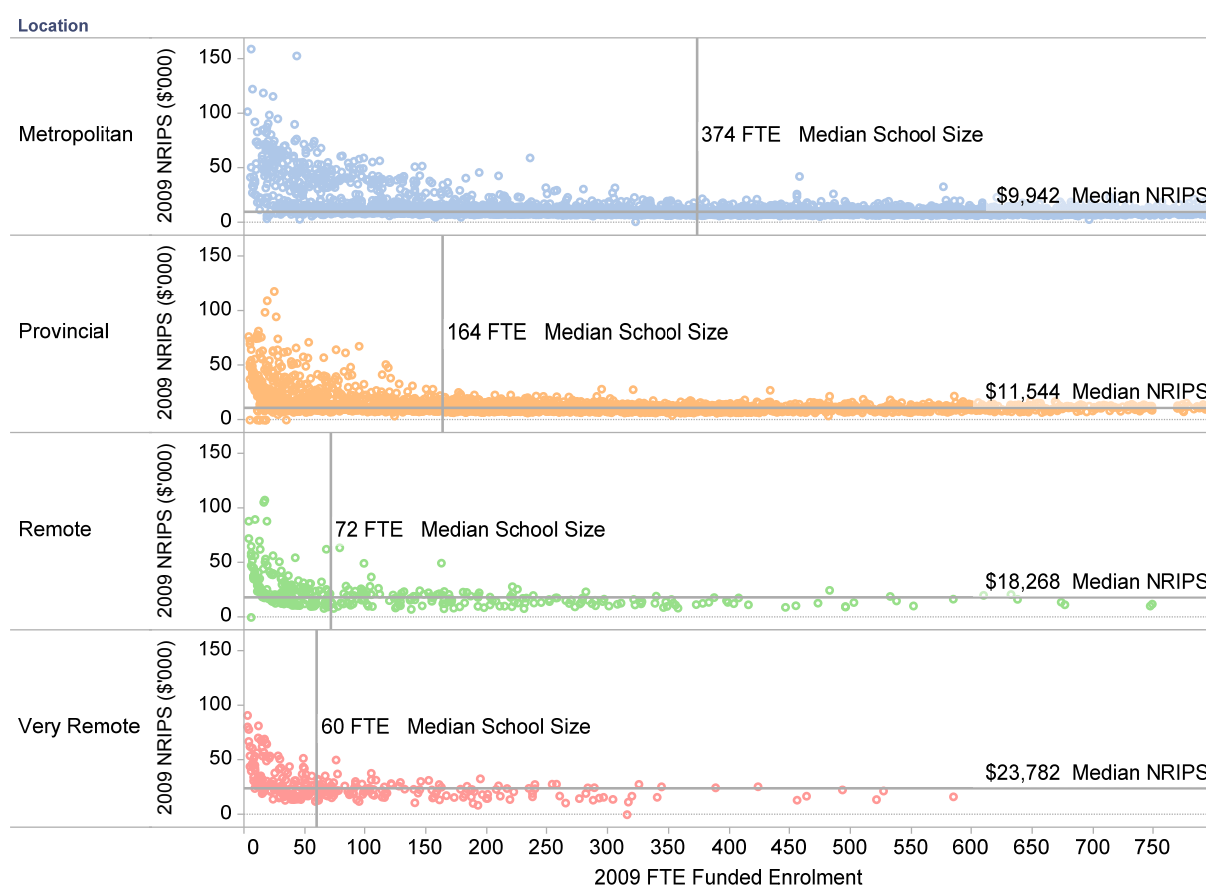 Location
Metropolitan
2009 NRIPS ($'000)
150
100
50
0
374 FTE Median School Size
$9,942 Median NRIPS
Provincial
2009 NRIPS ($'000)
150
100
50
0
164 FTE Median School Size
$11,544 Median NRIPS
Remote
2009 NRIPS ($'000)
150
100
50
0
72 FTE Median School Size
$18,268 Median NRIPS
Very Remote
2009 NRIPS ($'000)
150
100
50
0
60 FTE Median School Size
$23,782 Median NRIPS
0 50 100 150 200 250 300 350 400 450 500 550 600 650 700 750
2009 FTE Funded Enrolment